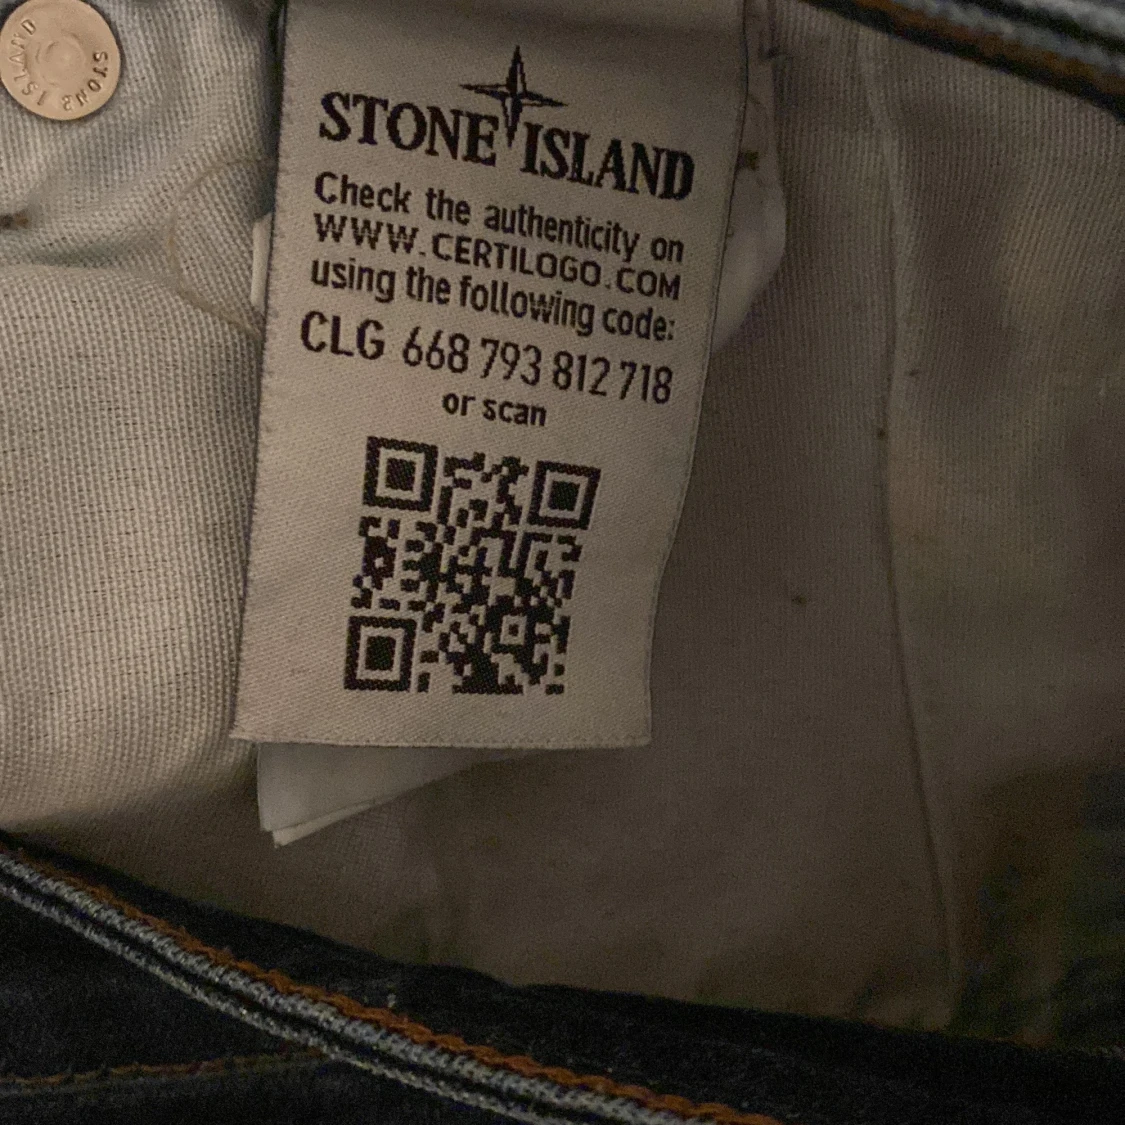 STONE ISLAND
STONE ISLAND
Check the authenticity on
WWW.CERTILOGO.COM
using the following code:
CLG 668 793 812 718
or scan